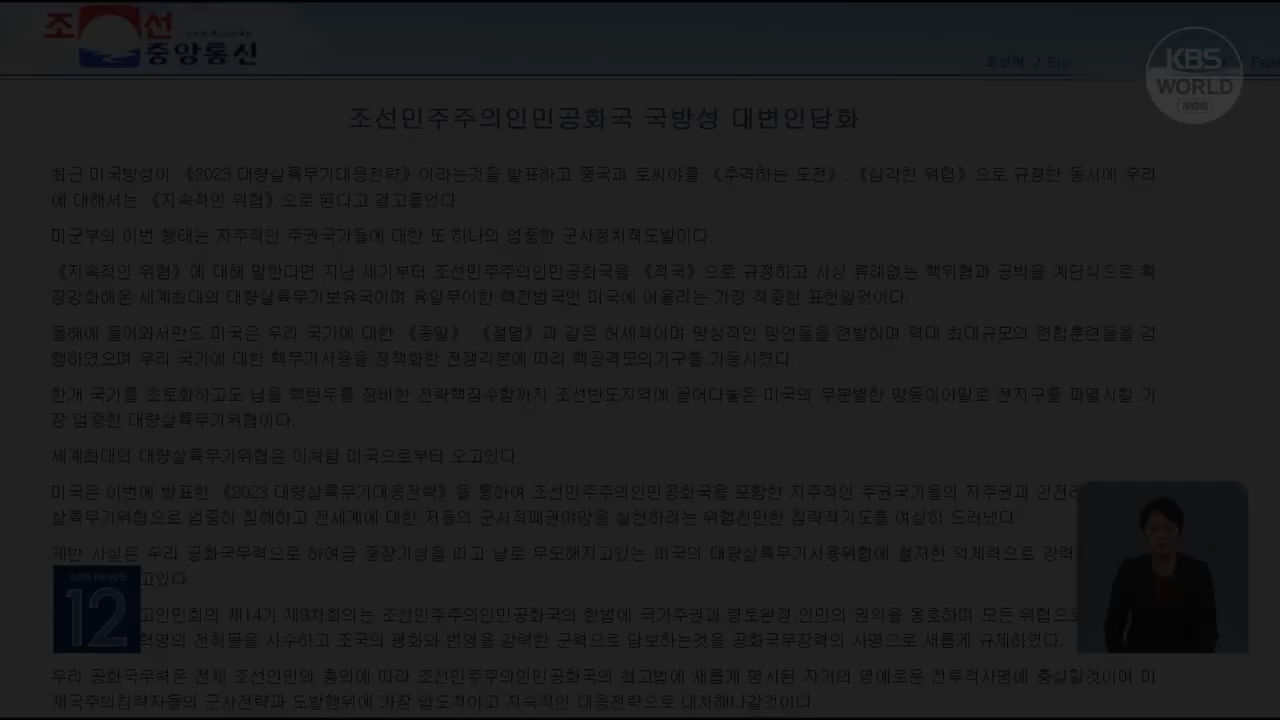 조선
중앙통신
조선어 / Eng
Espa
KBS
WORLD
RADIO
조선민주주의인민공화국 국방성 대변인담화
최근 미국방성이 《2023 대량살륙무기대응전략》이라는것을 발표하고 중국과 로씨야를 《추격하는 도전》, 《심각한 위협》으로 규정한 동시에 우리
에 대해서는 《지속적인 위협》으로 된다고 걸고들었다.
미군부의 이번 행태는 자주적인 주권국가들에 대한 또 하나의 엄중한 군사정치적도발이다.
《지속적인 위협》에 대해 말한다면 지난 세기부터 조선민주주의인민공화국을 《적국》으로 규정하고 사상 류례없는 핵위협과 공박을 계단식으로 확
장강화해온 세계최대의 대량살륙무기보유국이며 유일무이한 핵전범국인 미국에 어울리는 가장 적중한 표현일것이다.
올해에 들어와서만도 미국은 우리 국가에 대한 《종말》, 《절멸》과 같은 허세적이며 망상적인 망언들을 련발하며 력대 최대규모의 련합훈련들을 감
행하였으며 우리 국가에 대한 핵무기사용을 정책화한 전쟁각본에 따라 핵공격모의기구를 가동시켰다.
한개 국가를 초토화하고도 남을 핵탄두를 장비한 전략핵잠수함까지 조선반도지역에 끌어다놓은 미국의 무분별한 망동이야말로 전지구를 파멸시킬 가
장 엄중한 대량살륙무기위협이다.
세계최대의 대량살륙무기위협은 이처럼 미국으로부터 오고있다.
미국은 이번에 발표한 《2023 대량살륙무기대응전략》을 통하여 조선민주주의인민공화국을 포함한 자주적인 주권국가들의 자주권과 안전
살륙무기위협으로 엄중히 침해하고 전세계에 대한 저들의 군사적패권야망을 실현하려는 위험천만한 침략적기도를 여실히 드러냈다.
제반 사실은 우리 공화국무력으로 하여금 중장기성을 띠고 날로 무모해지고있는 미국의 대량살륙무기사용위협에 철저한 억제력으로 강력
고있다.
고인민회의 제14기 제9차회의는 조선민주주의인민공화국의 헌법에 국가주권과 령토완정,인민의 권익을 옹호하며 모든 위협으
혁명의 전취물을 사수하고 조국의 평화와 번영을 강력한 군력으로 담보하는것을 공화국무장력의 사명으로 새롭게 규제하였다.
우리 공화국무력은 전체 조선인민의 총의에 따라 조선민주주의인민공화국의 최고법에 새롭게 명시된 자기의 영예로운 전투적사명에 충실할것이며 미
제국주의침략자들의 군사전략과 도발행위에 가장 압도적이고 지속적인 대응전략으로 대처해나갈것이다.
KBS NEWS
12